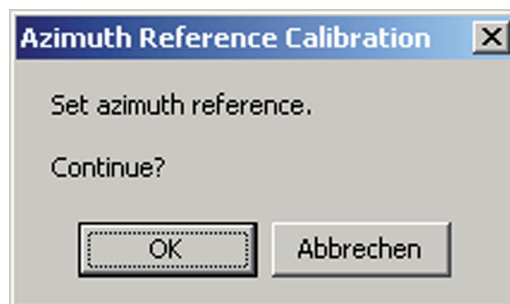 Azimuth Reference Calibration
Set azimuth reference.
Continue?
OK
Abbrechen